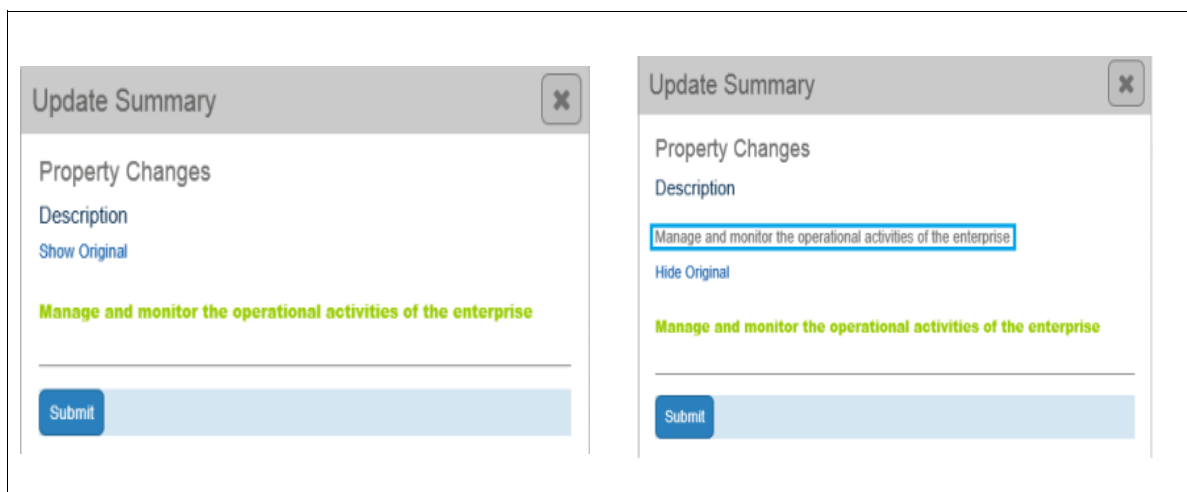 Update Summary
Property Changes
Description
Show Original
Manage and monitor the operational activities of the enterprise
Submit
Update Summary
Property Changes
Description
Manage and monitor the operational activities of the enterprise
Hide Original
Manage and monitor the operational activities of the enterprise
Submit